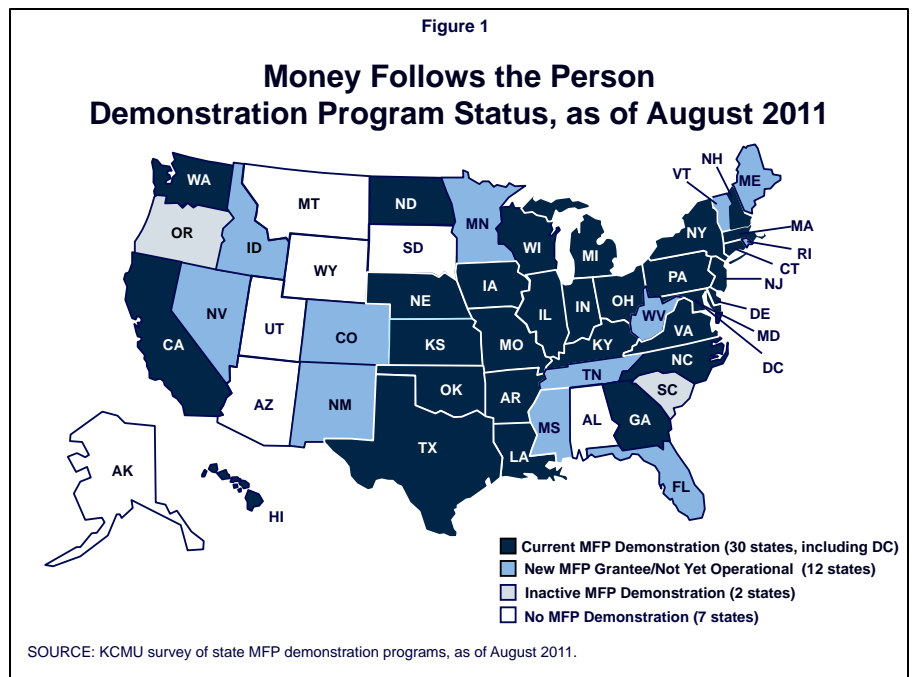 Figure 1
Money Follows the Person
Demonstration Program Status, as of August 2011
NH
VT
ME
WA
MT
ND
MN
OR
ID
SD
WI
NY
MA
RI
CT
WY
MI
PA
NJ
IA
NE
OH
DE
NV
IL
IN
WV
VA
MD
UT
CO
CA
KS
MO
KY
DC
NC
TN
OK
AR
SC
AZ
NM
MS
AL
GA
TX
LA
AK
FL
HI
Current MFP Demonstration (30 states, including DC)
New MFP Grantee/Not Yet Operational (12 states)
Inactive MFP Demonstration (2 states)
No MFP Demonstration (7 states)
SOURCE: KCMU survey of state MFP demonstration programs, as of August 2011.